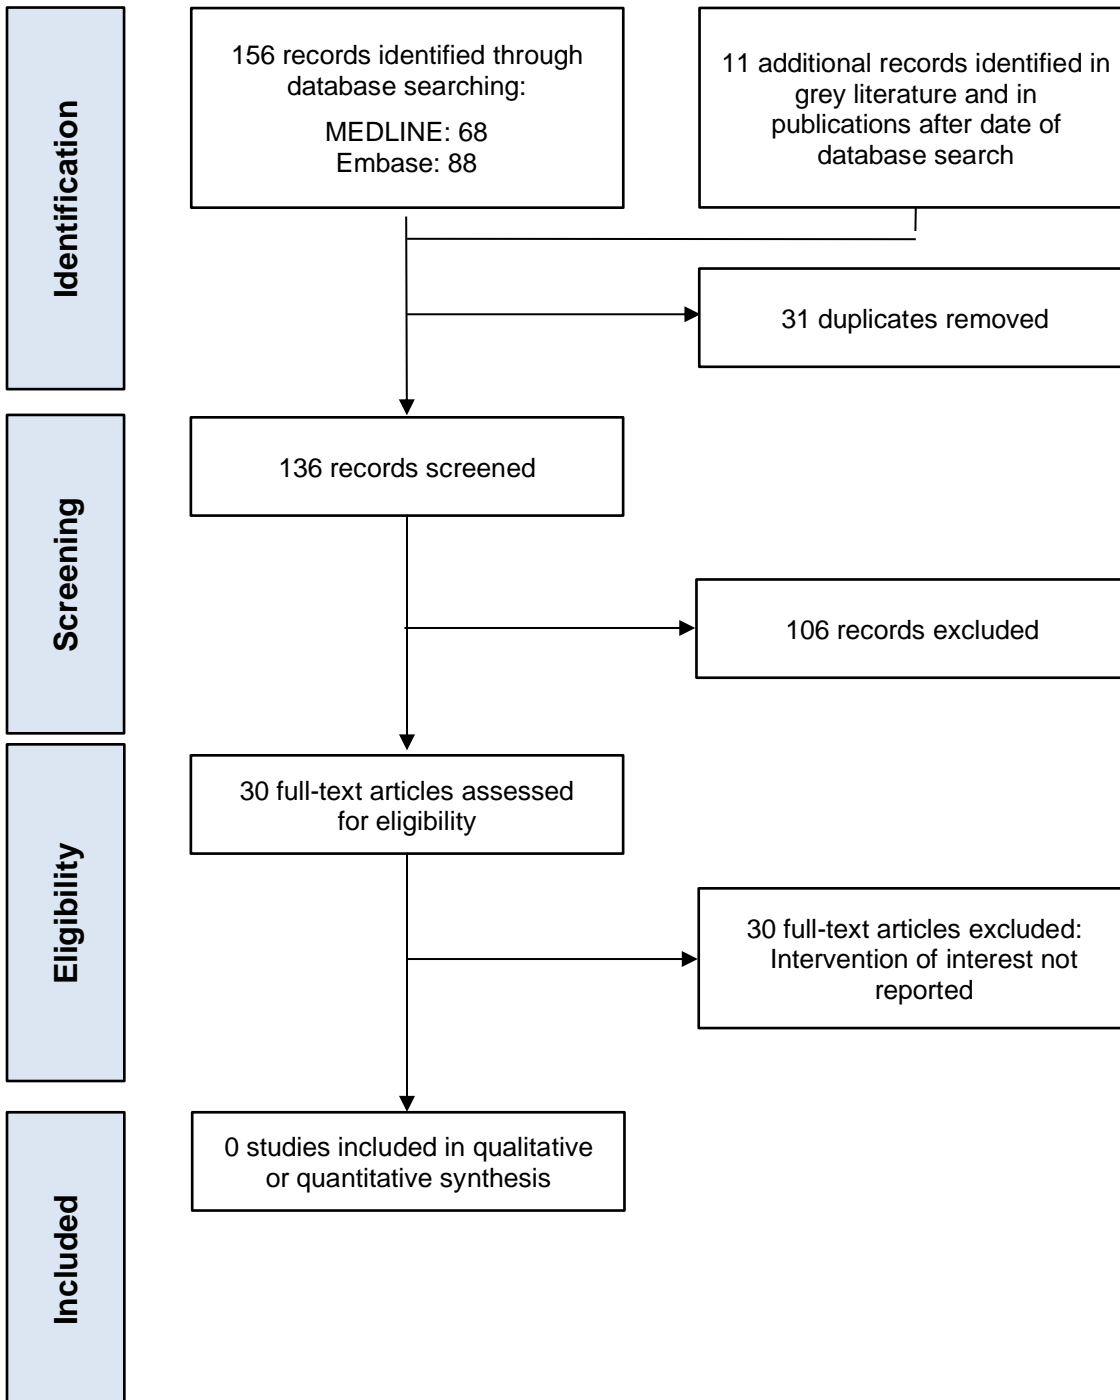 Identification
156 records identified through
database searching:
MEDLINE: 68
Embase: 88
11 additional records identified in
grey literature and in
publications after date of
database search
31 duplicates removed
Screening
136 records screened
106 records excluded
Eligibility
30 full-text articles assessed
for eligibility
30 full-text articles excluded:
Intervention of interest not
reported
Included
0 studies included in qualitative
or quantitative synthesis